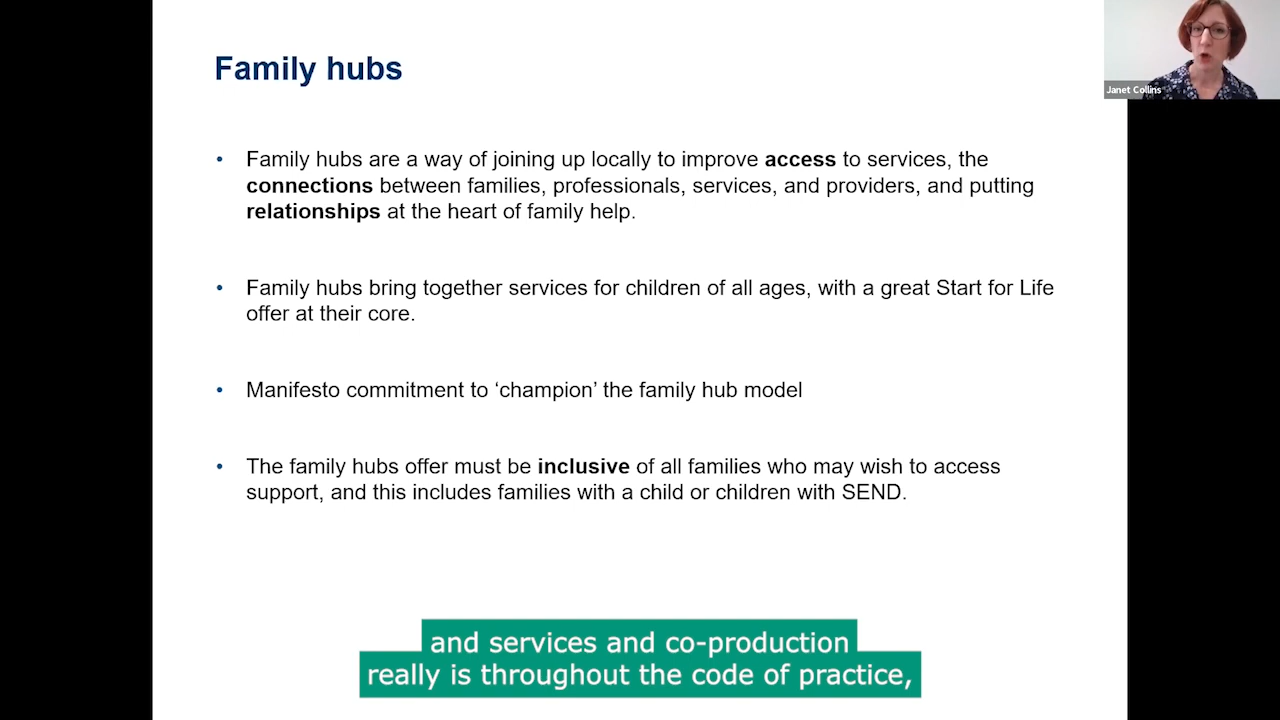 Family hubs
Janet Collins
• Family hubs are a way of joining up locally to improve access to services, the
connections between families, professionals, services, and providers, and putting
relationships at the heart of family help.
• Family hubs bring together services for children of all ages, with a great Start for Life
offer at their core.
• Manifesto commitment to ‘champion’ the family hub model
• The family hubs offer must be inclusive of all families who may wish to access
support, and this includes families with a child or children with SEND.
and services and co-production
really is throughout the code of practice,